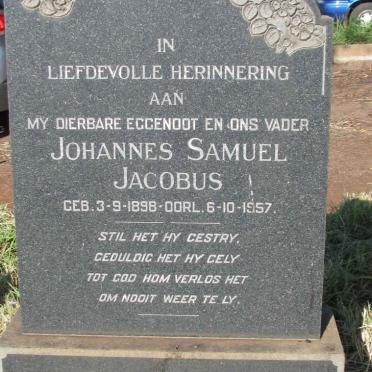 IN
LIEFDEVOLLE HERINNERING
AAN
MY DIERBARE EGGENOOT EN ONS VADER
JOHANNES SAMUEL
JACOBUS
GEB. 3-9-1898-OORL. 6-10-1957.
STIL HET HY GESTRY,
GEDULDIG HET HY GELY
TOT GOD HOM VERLOS HET
OM NOOIT WEER TE LY.